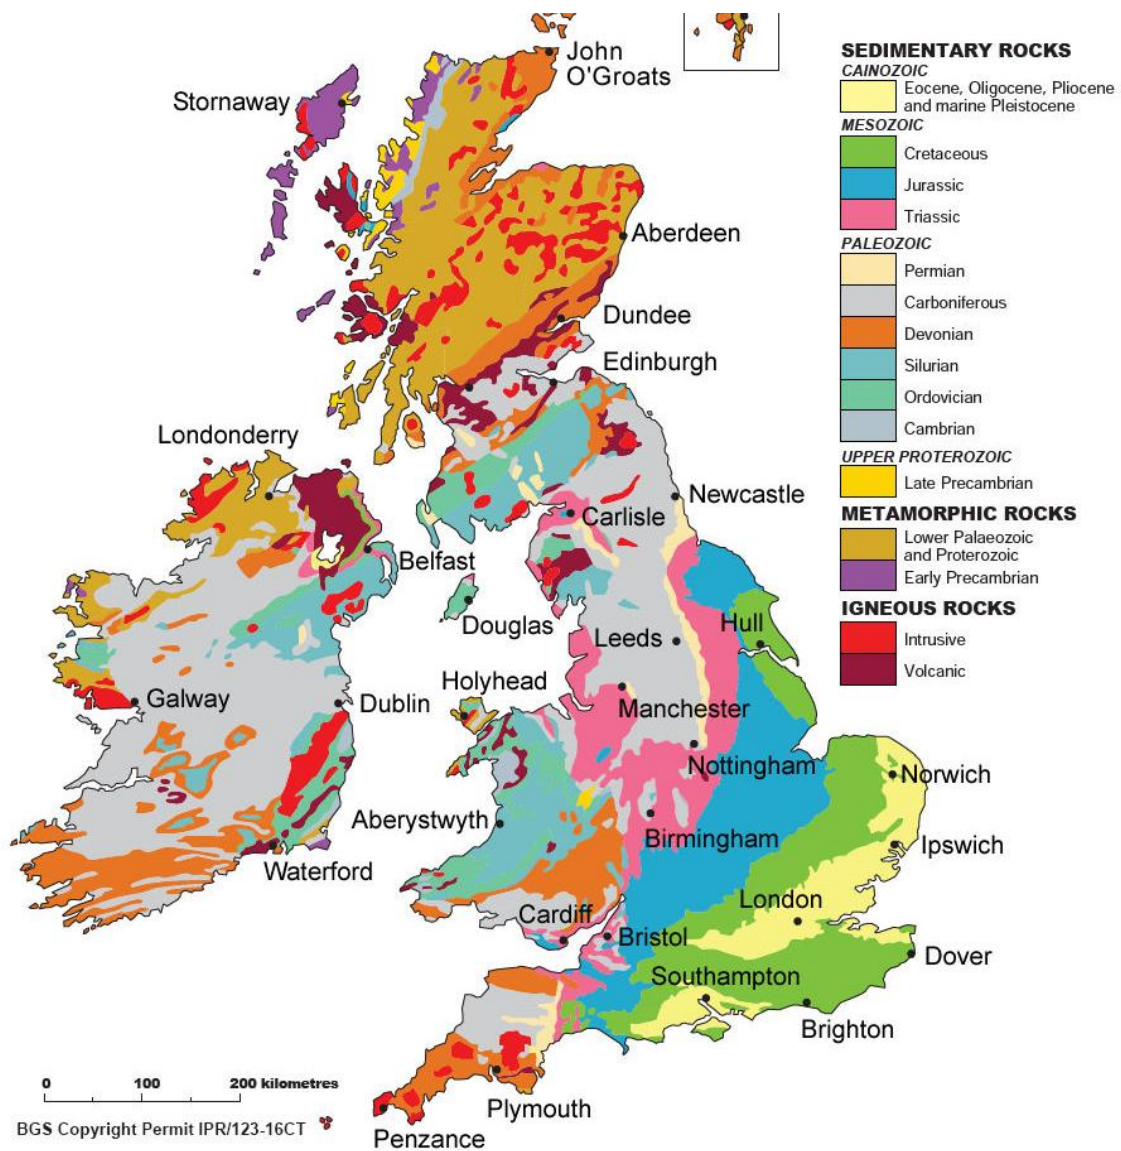 John
O'Groats
Stornaway
Aberdeen
Dundee
Edinburgh
Londonderry
Newcastle
Carlisle
Belfast
Douglas
Leeds
Hull
Holyhead
Galway
Dublin
Manchester
Nottingham
Norwich
Aberystwyth
Birmingham
Ipswich
Waterford
London
Cardiff
Bristol
Dover
Southampton
Brighton
Plymouth
Penzance
SEDIMENTARY ROCKS
CAINOZOIC
Eocene, Oligocene, Pliocene
and marine Pleistocene
MESOZOIC
Cretaceous
Jurassic
Triassic
PALEOZOIC
Permian
Carboniferous
Devonian
Silurian
Ordovician
Cambrian
UPPER PROTEROZOIC
Late Precambrian
METAMORPHIC ROCKS
Lower Palaeozoic
and Proterozoic
Early Precambrian
IGNEOUS ROCKS
Intrusive
Volcanic
0 100 200 kilometres
BGS Copyright Permit IPR/123-16CT